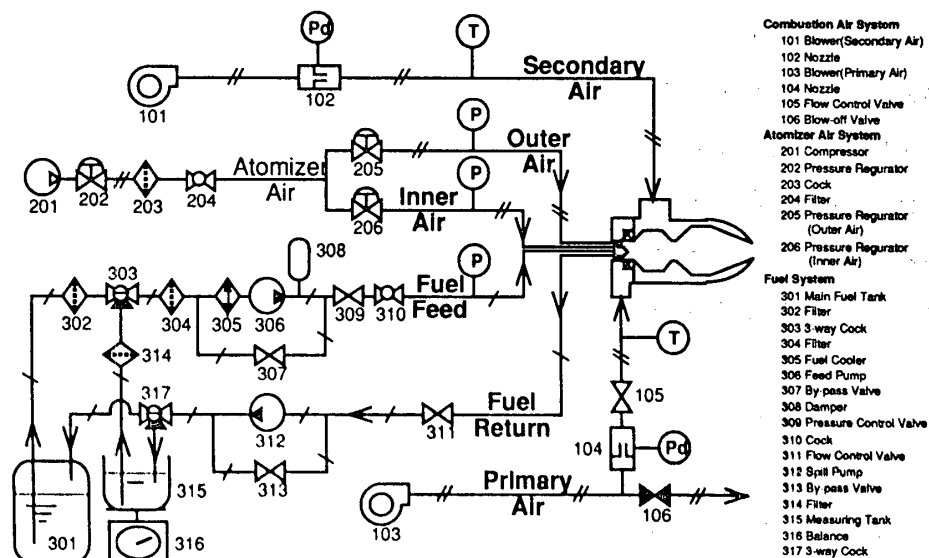 Pd
T
Secondary
Air
101
102
P
Outer
Air
205
Atomizer
Air
P
201
202
203
204
Inner
Air
206
308
303
P
Fuel
Feed
302
304
305
306
309
310
307
314
T
317
105
Fuel
Return
312
311
104
Pd
313
315
Primary
Air
301
316
103
106
Combustion Air System
101 Blower(Secondary Air)
102 Nozzle
103 Blower(Primary Air)
104 Nozzle
105 Flow Control Valve
106 Blow-off Valve
Atomizer Air System
201 Compressor
202 Pressure Regurator
203 Cock
204 Filter
205 Pressure Regurator
(Outer Air)
206 Pressure Regurator
(Inner Air)
Fuel System
301 Main Fuel Tank
302 Filter
303 3-way Cock
304 Filter
305 Fuel Cooler
306 Feed Pump
307 By-pass Valve
308 Damper
309 Pressure Control Valve
310 Cock
311 Flow Control Valve
312 Spill Pump
313 By-pass Valve
314 Filter
315 Measuring Tank
316 Balance
317 3-way Cock